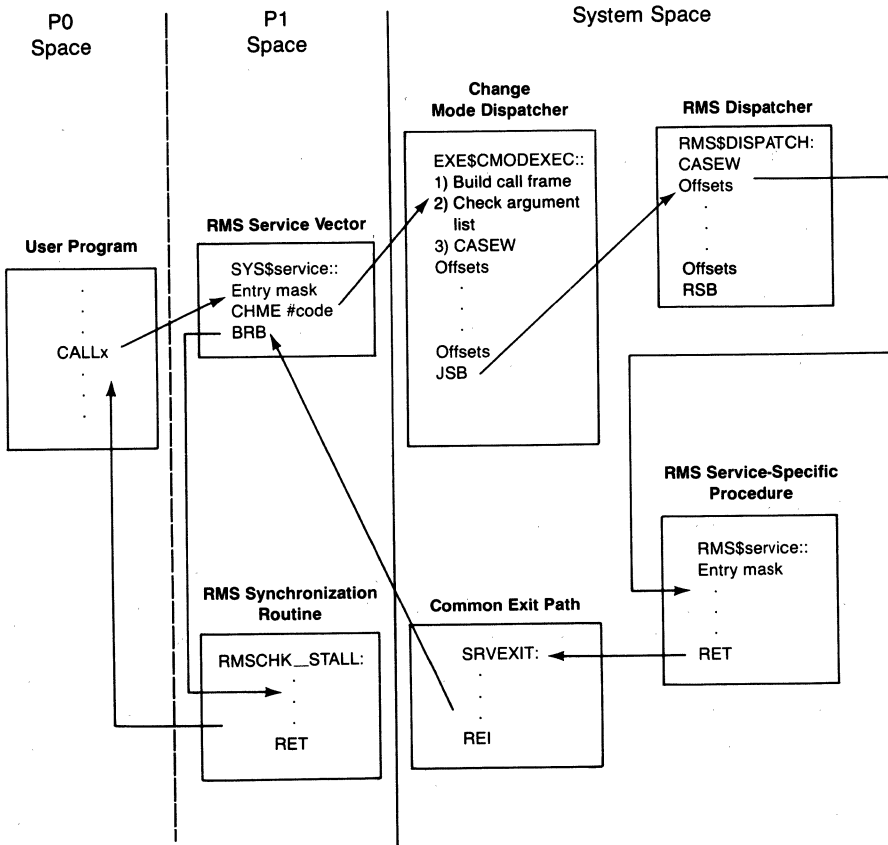 P0
Space
P1
Space
System Space
User Program
.
.
.
CALLx
.
.
.
.
RMS Service Vector
SYS$service::
Entry mask
CHME #code
BRB
Change
Mode Dispatcher
EXE$CMODEXEC::
1) Build call frame
2) Check argument
list
3) CASEW
Offsets
.
.
.
.
Offsets
JSB
RMS Dispatcher
RMS$DISPATCH:
CASEW
Offsets
.
.
.
Offsets
RSB
RMS Service-Specific
Procedure
RMS$service::
Entry mask
.
.
.
RET
Common Exit Path
SRVEXIT:
.
.
.
REI
RMS Synchronization
Routine
RMSCHK__STALL:
.
.
.
RET